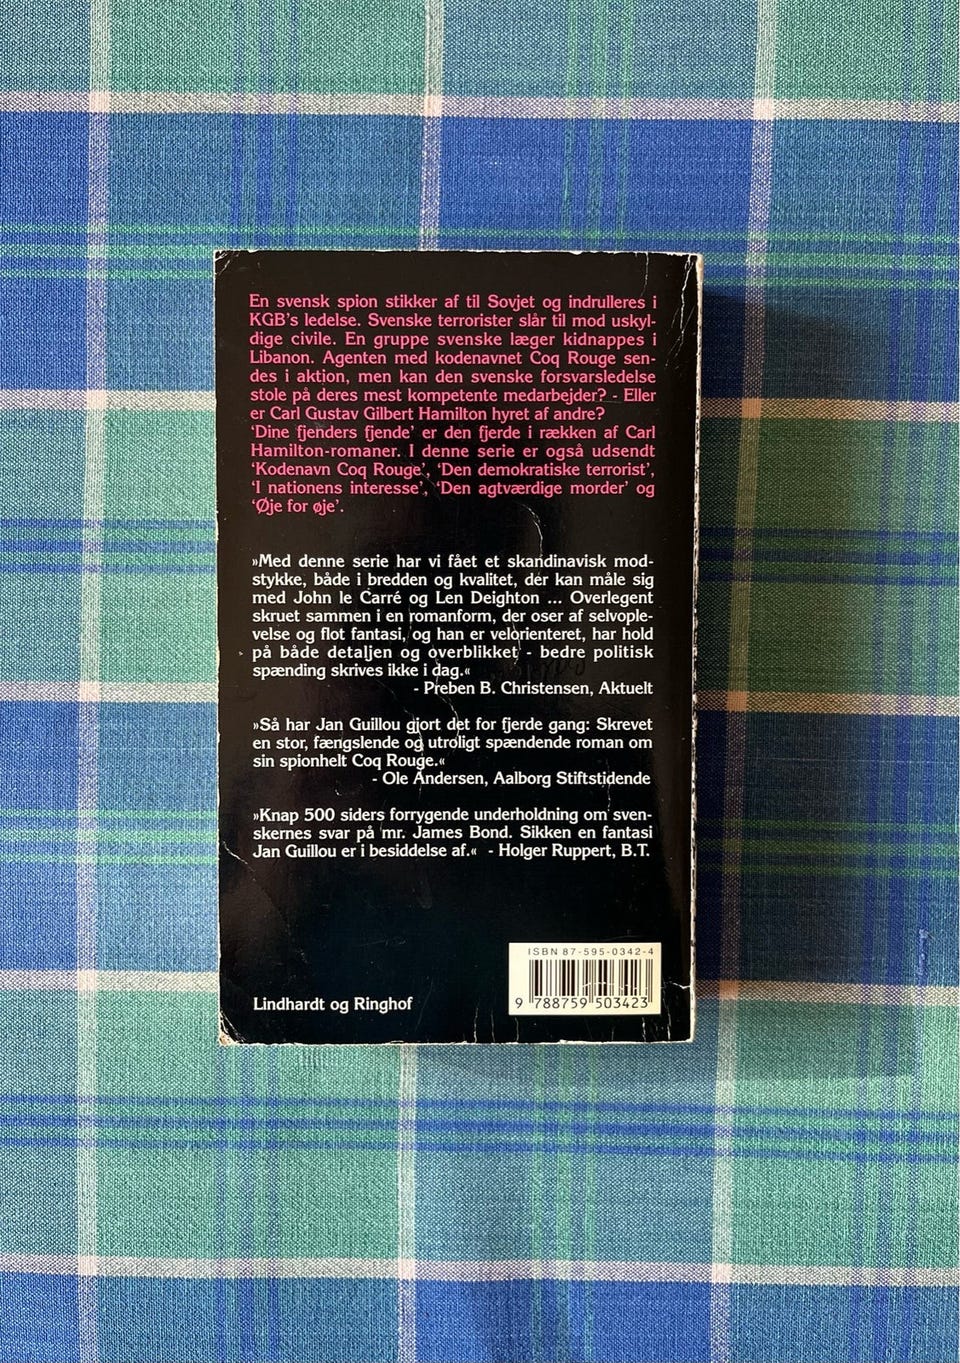 En svensk spion stikker af til Sovjet og indrulleres i
KGB's ledelse. Svenske terrorister slår til mod uskyl-
dige civile. En gruppe svenske læger kidnappes i
Libanon. Agenten med kodenavnet Coq Rouge sen-
des i aktion, men kan den svenske forsvarsledelse
stole på deres mest kompetente medarbejder? - Eller
er Carl Gustav Gilbert Hamilton hyret af andre?
'Dine fjenders fjende' er den fjerde i rækken af Carl
Hamilton-romaner. I denne serie er også udsendt
'Kodenavn Coq Rouge', 'Den demokratiske terrorist',
'I nationens interesse', 'Den agtværdige morder' og
'Øje for øje'.
»Med denne serie har vi fået et skandinavisk mod-
stykke, både i bredden og kvalitet, der kan måle sig
med John le Carré og Len Deighton ... Overlegent
skruet sammen i en romanform, der oser af selvople-
velse og flot fantasi, og han er velorienteret, har hold
på både detaljen og overblikket - bedre politisk
spænding skrives ikke i dag.«
- Preben B. Christensen, Aktuelt
»Så har Jan Guillou gjort det for fjerde gang: Skrevet
en stor, fængslende og utroligt spændende roman om
sin spionhelt Coq Rouge.«
- Ole Andersen, Aalborg Stiftstidende
»Knap 500 siders forrygende underholdning om sven-
skernes svar på mr. James Bond. Sikken en fantasi
Jan Guillou er i besiddelse af.« - Holger Ruppert, B.T.
ISBN 87-595-0342-4
9 788759 503423
Lindhardt og Ringhof